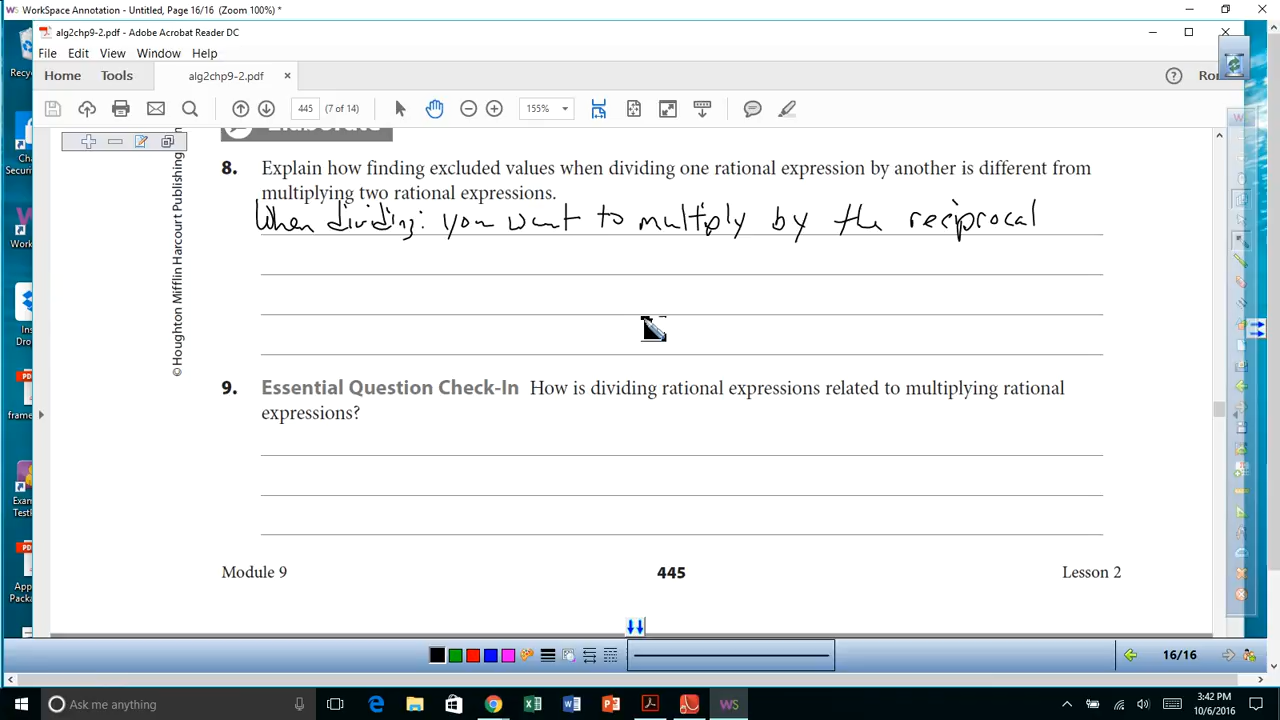 WorkSpace Annotation - Untitled, Page 16/16 (Zoom 100%) *
alg2chp9-2.pdf - Adobe Acrobat Reader DC
File Edit View Window Help
Home Tools alg2chp9-2.pdf ×
445 (7 of 14) 155%
Elaborate
8. Explain how finding excluded values when dividing one rational expression by another is different from
multiplying two rational expressions.
When dividing: you want to multiply by the reciprocal
©Houghton Mifflin Harcourt Publishing
9. Essential Question Check-In How is dividing rational expressions related to multiplying rational
expressions?
Module 9 445 Lesson 2
16/16
Ask me anything
3:42 PM
10/6/2016